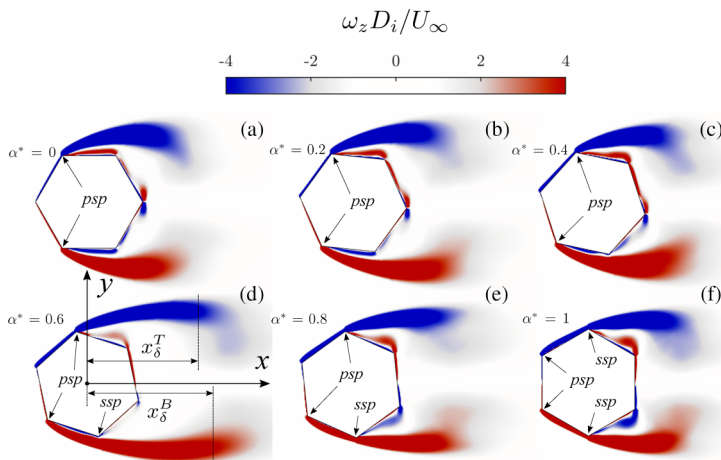 ω_z D_i/U_∞
-4 -2 0 2 4
(a) (b) (c)
α* = 0 α* = 0.2 α* = 0.4
psp psp psp
y (d) (e) (f)
α* = 0.6 α* = 0.8 α* = 1
x_δ^T x ssp
psp psp psp
ssp ssp ssp
x_δ^B